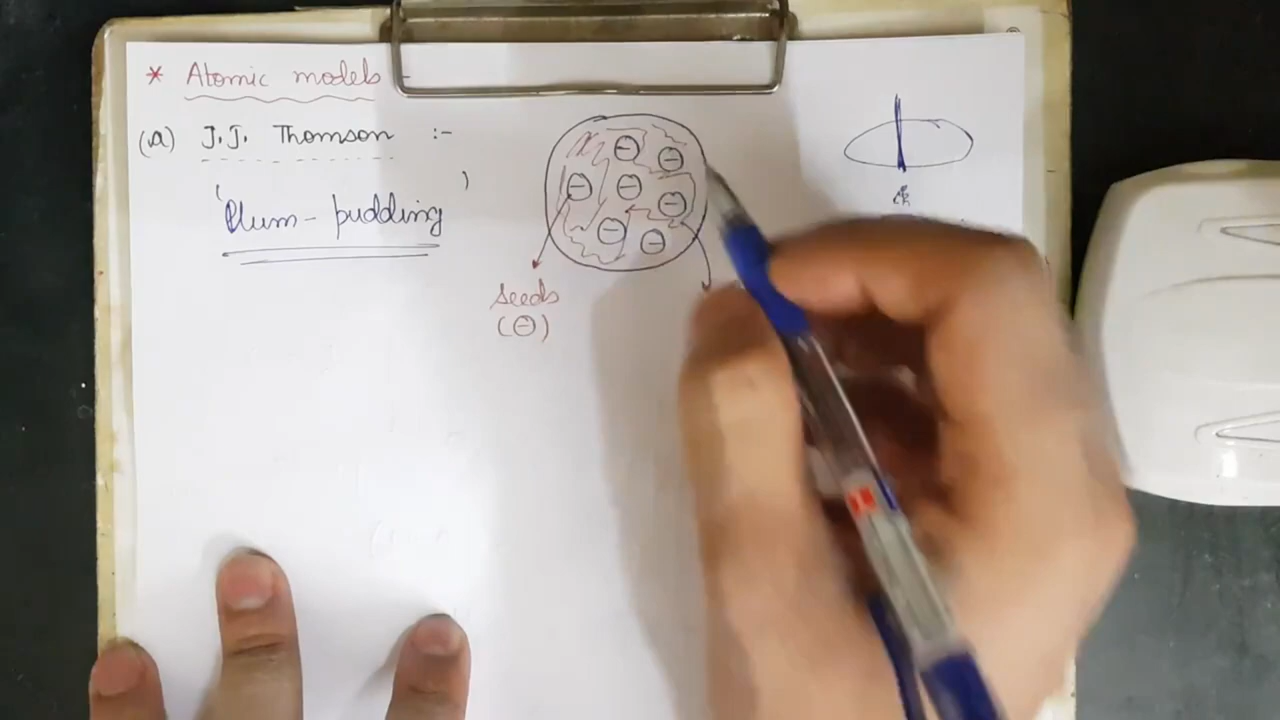 * Atomic models :-
(a) J.J. Thomson :-
'Plum - pudding'
seeds
(-)